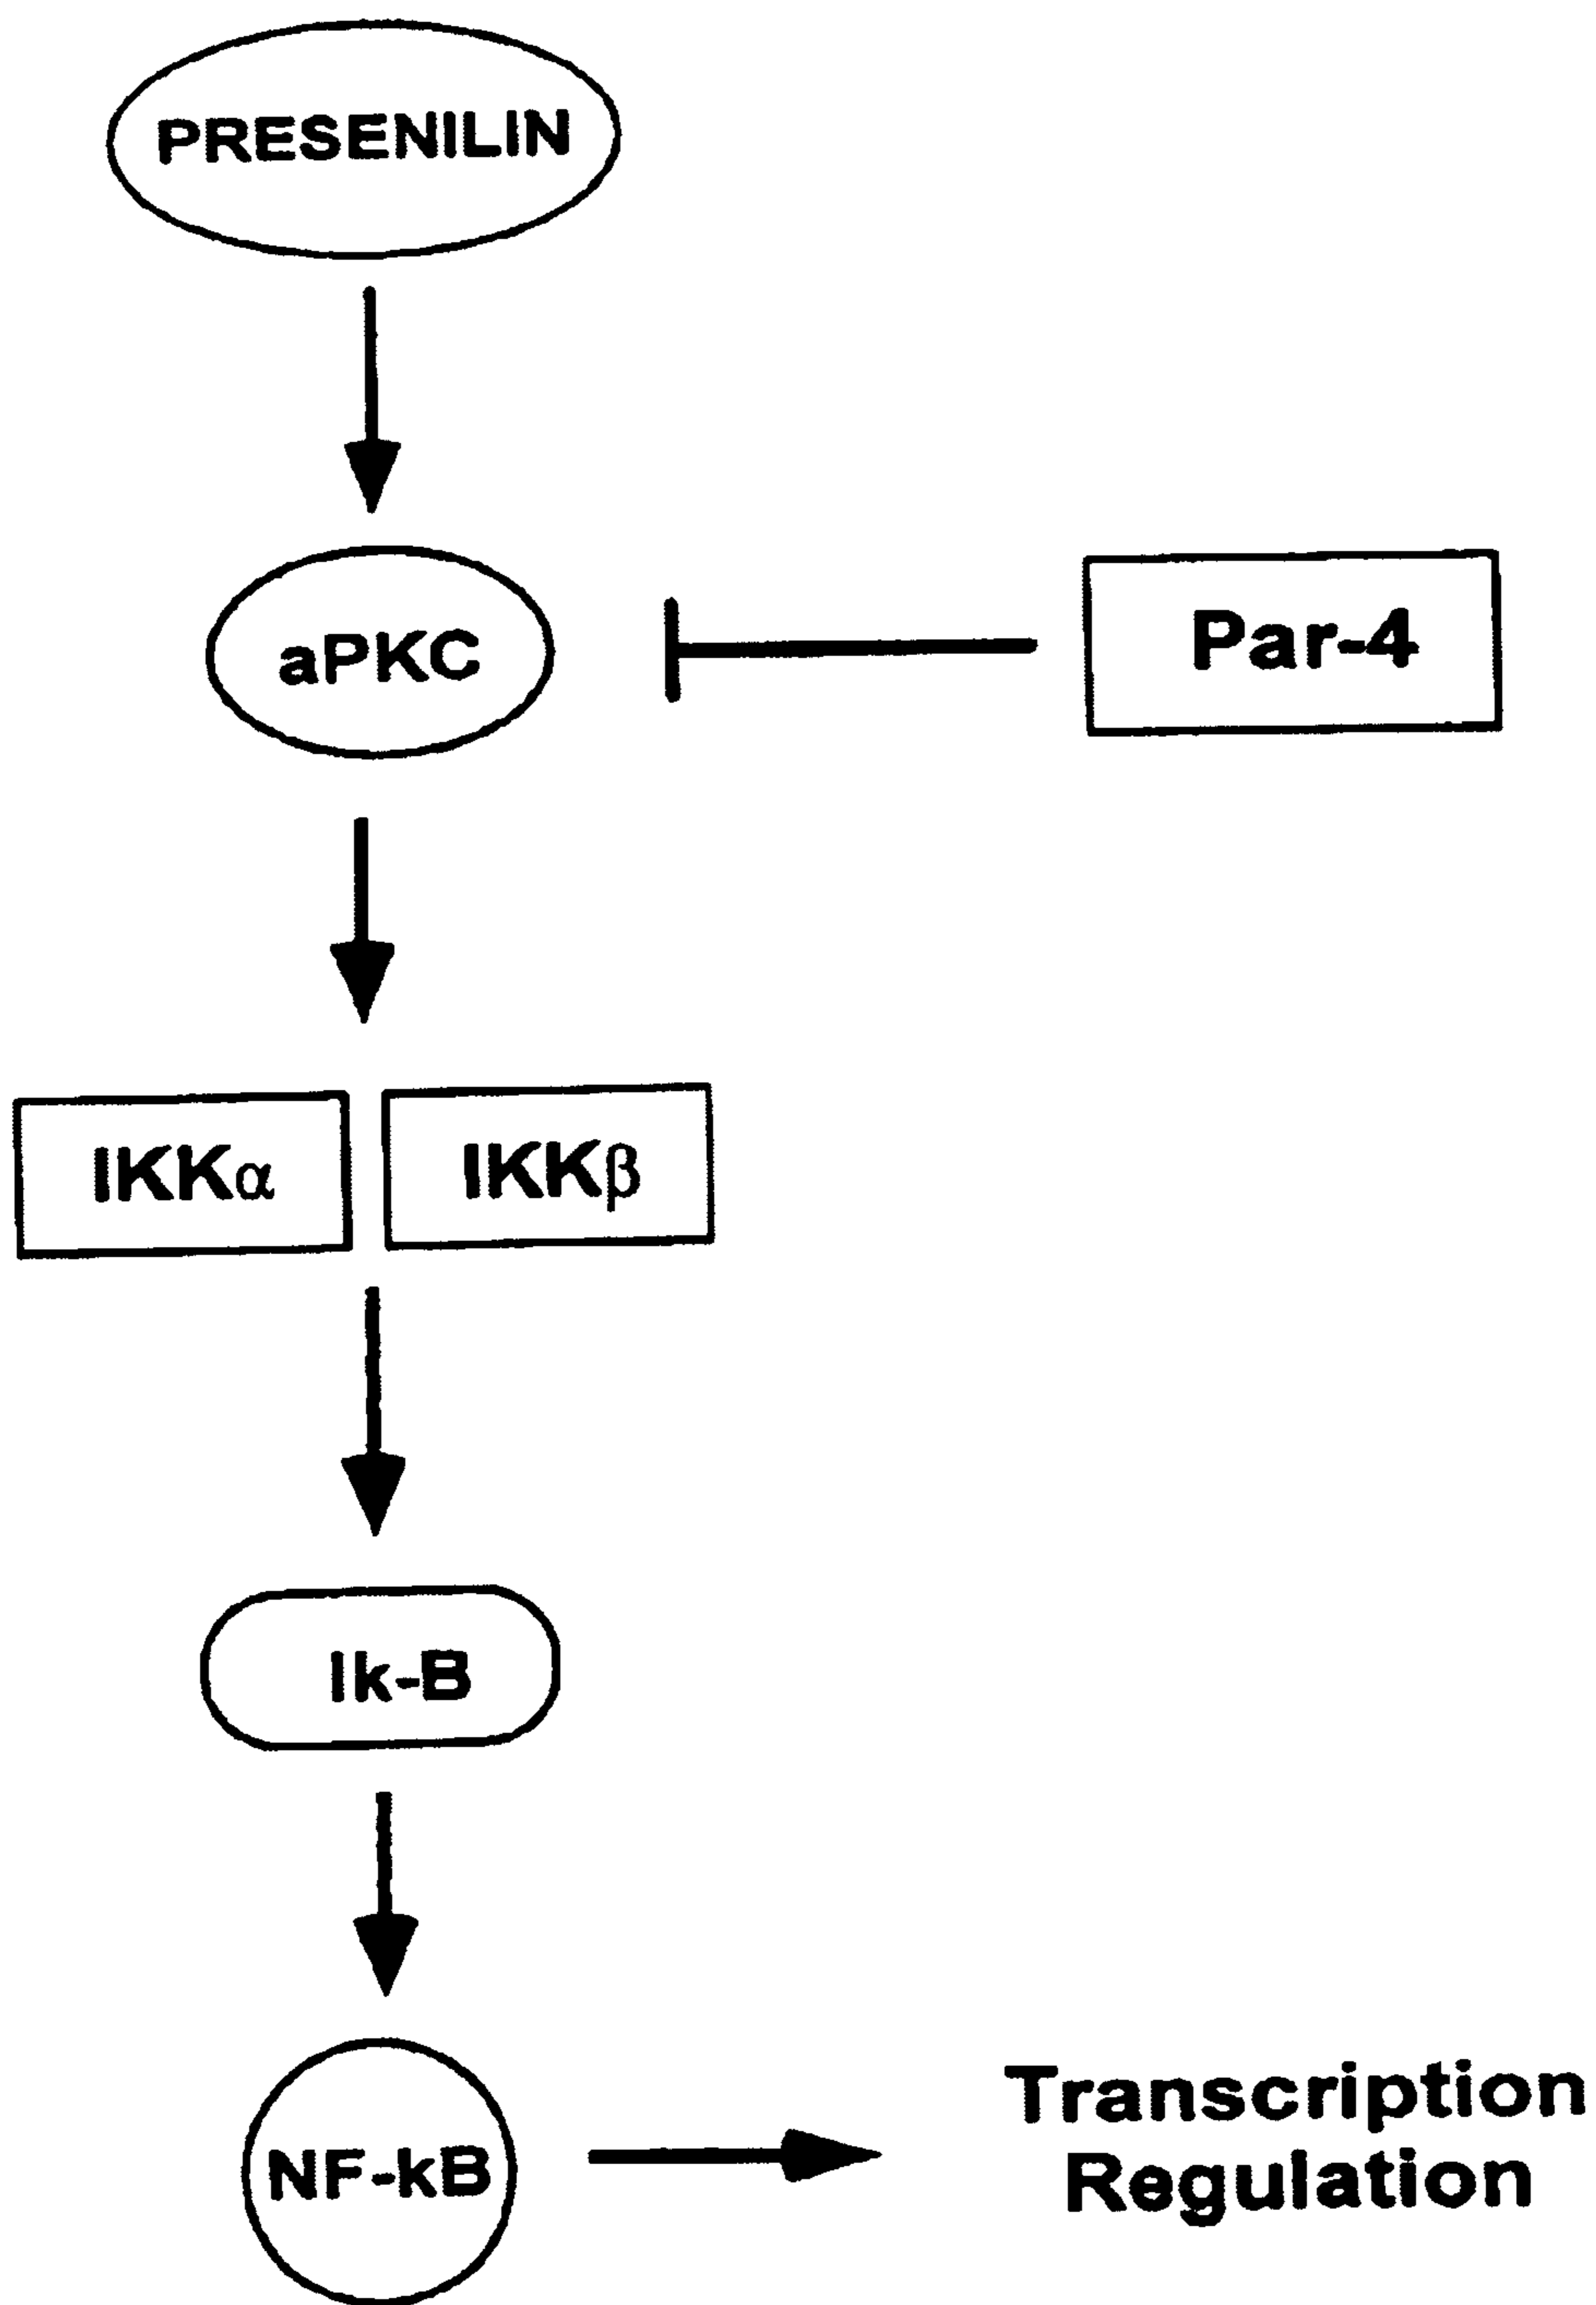 PRESENILIN
aPKC
Par-4
IKKα
IKKβ
Ik-B
NF-kB
Transcription
Regulation